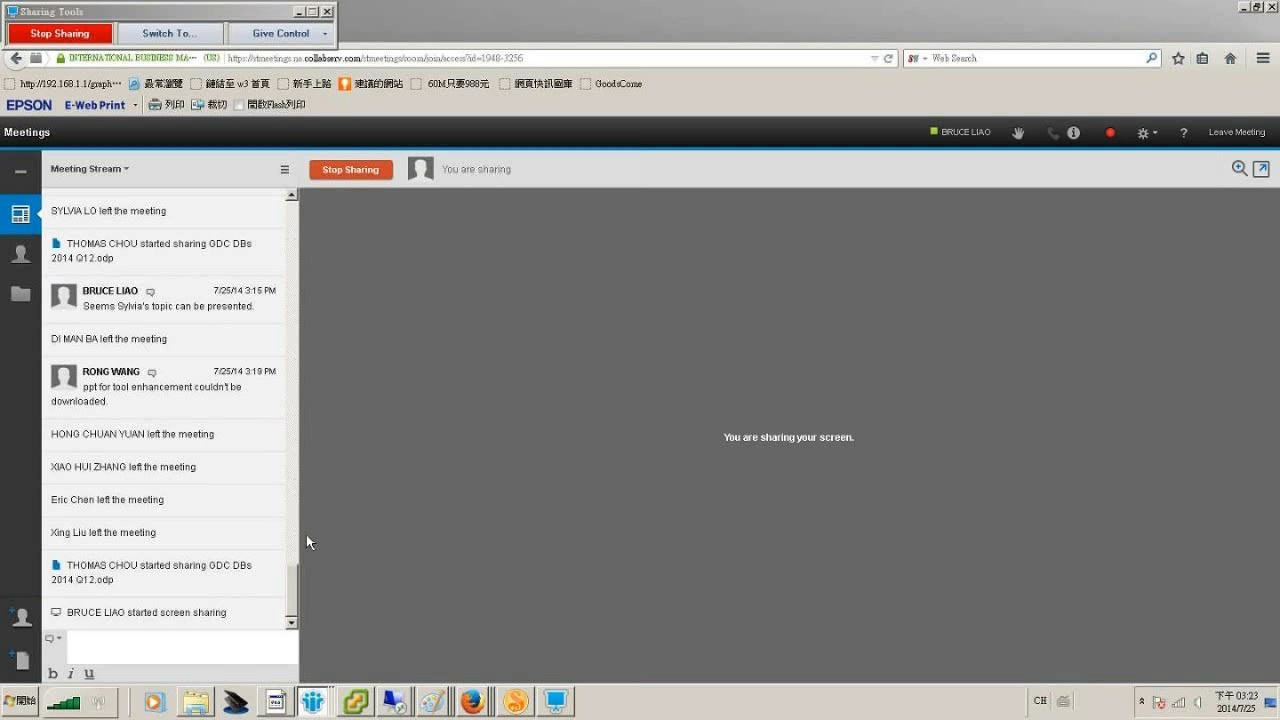 Sharing Tools
Stop Sharing Switch To... Give Control
INTERNATIONAL BUSINESS MA··· (US) https://stmeetings.na.collabserv.com/stmeetings/room/join/access?id=1948-3256 Web Search
http://192.168.1.1/graph··· 最常瀏覽 鏈結至 w3 首頁 新手上路 建議的網站 60M只要988元 網頁快訊圖庫 GoodsCome
EPSON E-Web Print 列印 裁切 開啟Flash列印
Meetings BRUCE LIAO ? Leave Meeting
Meeting Stream Stop Sharing You are sharing
SYLVIA LO left the meeting
THOMAS CHOU started sharing GDC DBs
2014 Q12.odp
BRUCE LIAO 7/25/14 3:15 PM
Seems Sylvia's topic can be presented.
DI MAN BA left the meeting
RONG WANG 7/25/14 3:19 PM
ppt for tool enhancement couldn't be
downloaded.
HONG CHUAN YUAN left the meeting
You are sharing your screen.
XIAO HUI ZHANG left the meeting
Eric Chen left the meeting
Xing Liu left the meeting
THOMAS CHOU started sharing GDC DBs
2014 Q12.odp
BRUCE LIAO started screen sharing
b i u
開始 CH 下午 03:23
2014/7/25